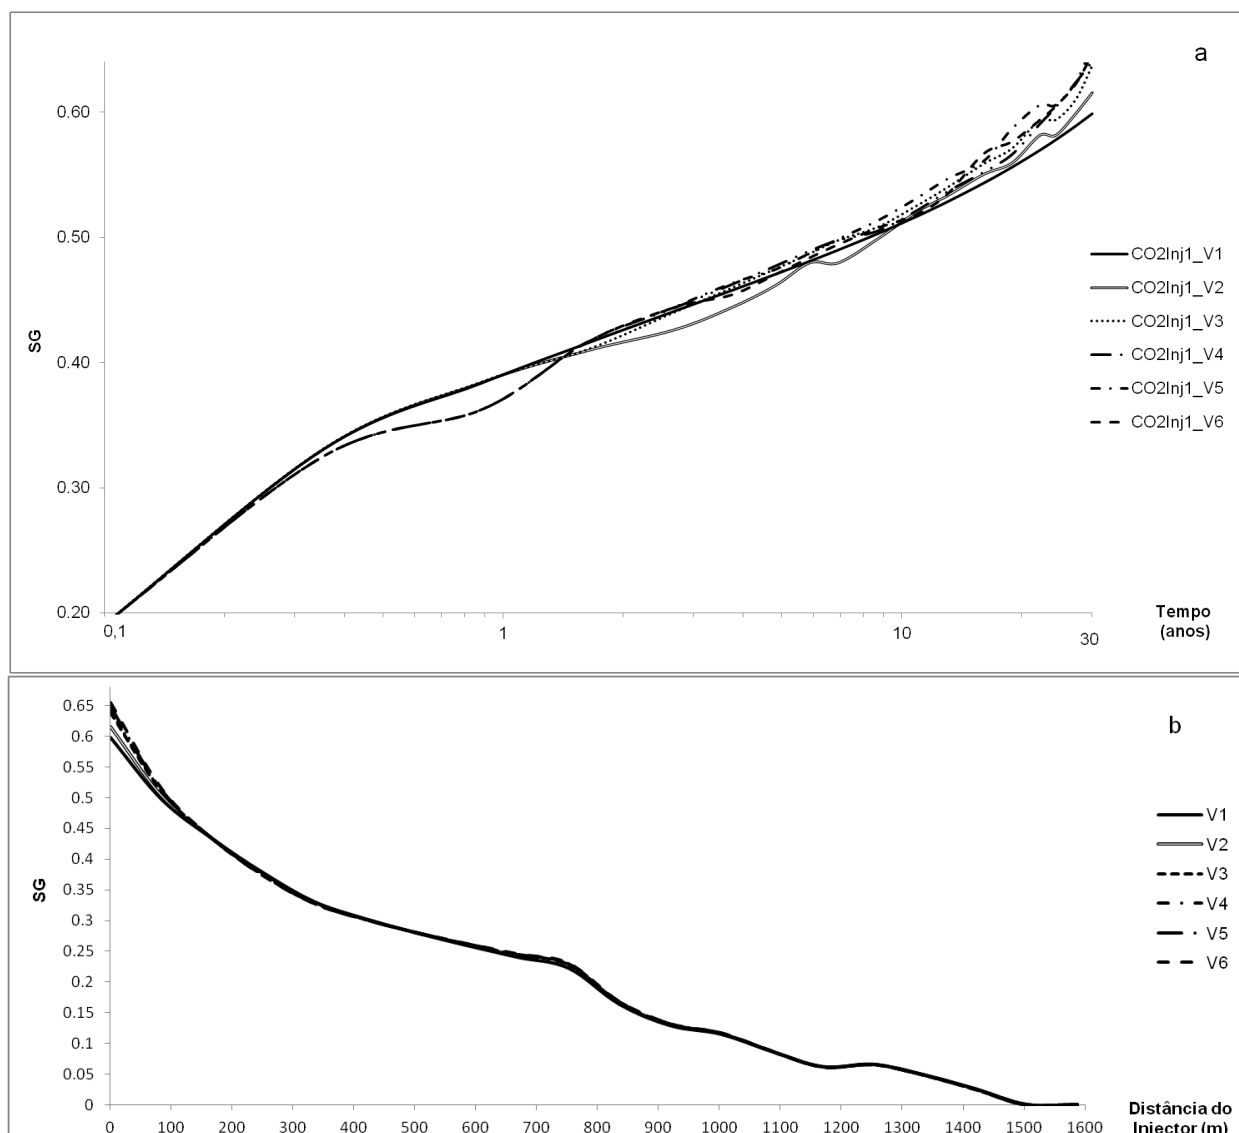 a
0.60
0.50
SG
0.40
0.30
0.20
0,1
1
10
30
Tempo
(anos)
CO2Inj1_V1
CO2Inj1_V2
CO2Inj1_V3
CO2Inj1_V4
CO2Inj1_V5
CO2Inj1_V6
b
0.65
0.6
0.55
0.5
0.45
0.4
SG
0.35
0.3
0.25
0.2
0.15
0.1
0.05
0
0 100 200 300 400 500 600 700 800 900 1000 1100 1200 1300 1400 1500 1600
Distância do
Injector (m)
V1
V2
V3
V4
V5
V6